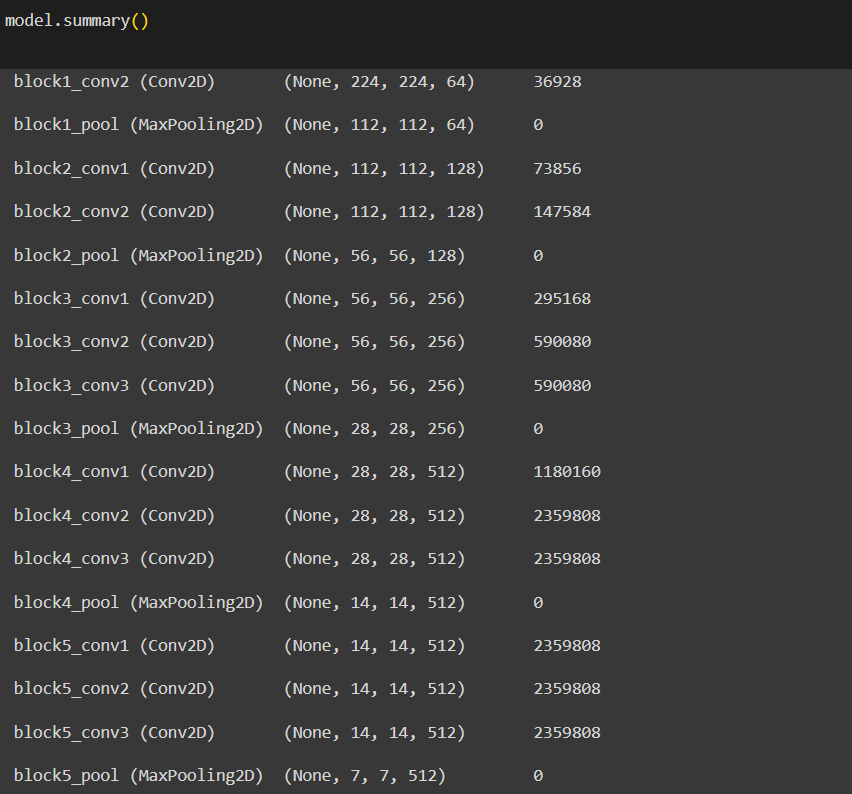 model.summary()
block1_conv2 (Conv2D) (None, 224, 224, 64) 36928
block1_pool (MaxPooling2D) (None, 112, 112, 64) 0
block2_conv1 (Conv2D) (None, 112, 112, 128) 73856
block2_conv2 (Conv2D) (None, 112, 112, 128) 147584
block2_pool (MaxPooling2D) (None, 56, 56, 128) 0
block3_conv1 (Conv2D) (None, 56, 56, 256) 295168
block3_conv2 (Conv2D) (None, 56, 56, 256) 590080
block3_conv3 (Conv2D) (None, 56, 56, 256) 590080
block3_pool (MaxPooling2D) (None, 28, 28, 256) 0
block4_conv1 (Conv2D) (None, 28, 28, 512) 1180160
block4_conv2 (Conv2D) (None, 28, 28, 512) 2359808
block4_conv3 (Conv2D) (None, 28, 28, 512) 2359808
block4_pool (MaxPooling2D) (None, 14, 14, 512) 0
block5_conv1 (Conv2D) (None, 14, 14, 512) 2359808
block5_conv2 (Conv2D) (None, 14, 14, 512) 2359808
block5_conv3 (Conv2D) (None, 14, 14, 512) 2359808
block5_pool (MaxPooling2D) (None, 7, 7, 512) 0